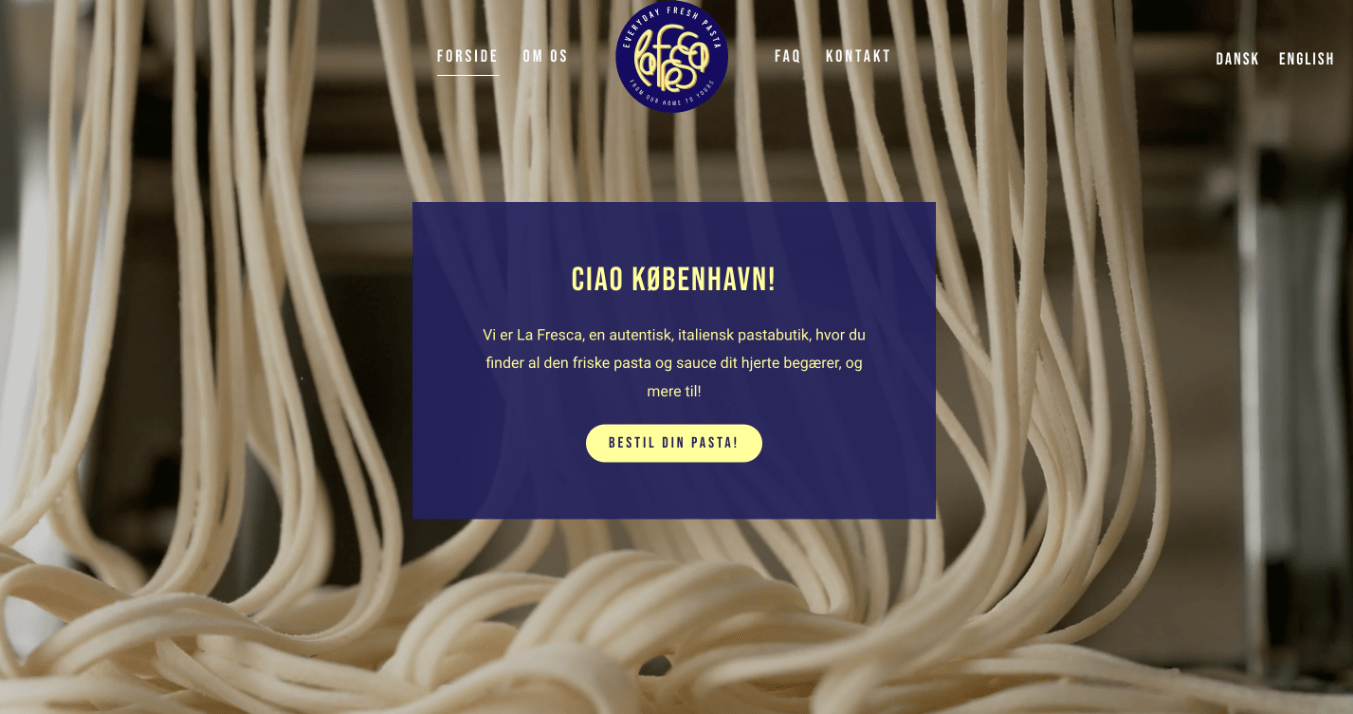 FORSIDE
OM OS
EVERYDAY FRESH PASTA
la fresca
FROM OUR HOME TO YOURS
FAQ
KONTAKT
DANSK
ENGLISH
CIAO KØBENHAVN!
Vi er La Fresca, en autentisk, italiensk pastabutik, hvor du
finder al den friske pasta og sauce dit hjerte begærer, og
mere til!
BESTIL DIN PASTA!